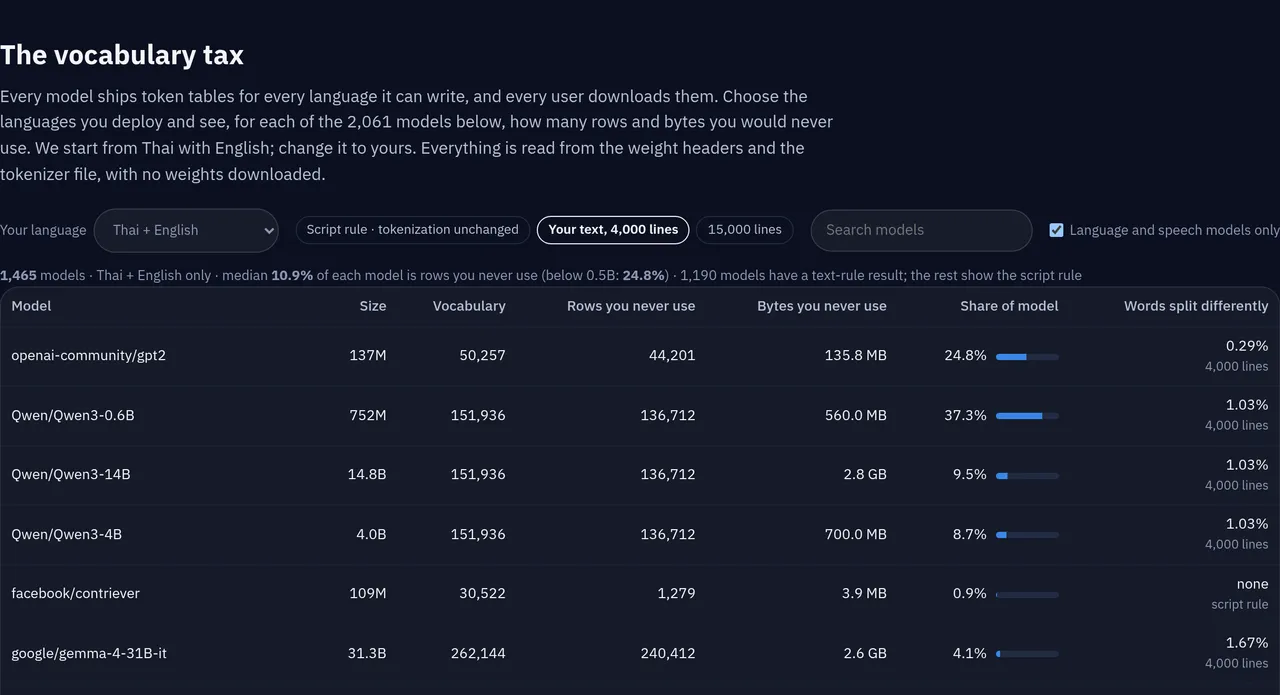 The vocabulary tax
Every model ships token tables for every language it can write, and every user downloads them. Choose the
languages you deploy and see, for each of the 2,061 models below, how many rows and bytes you would never
use. We start from Thai with English; change it to yours. Everything is read from the weight headers and the
tokenizer file, with no weights downloaded.
Your language Thai + English Script rule · tokenization unchanged Your text, 4,000 lines 15,000 lines Search models Language and speech models only
1,465 models · Thai + English only · median 10.9% of each model is rows you never use (below 0.5B: 24.8%) · 1,190 models have a text-rule result; the rest show the script rule
Model Size Vocabulary Rows you never use Bytes you never use Share of model Words split differently
openai-community/gpt2 137M 50,257 44,201 135.8 MB 24.8% 0.29%
4,000 lines
Qwen/Qwen3-0.6B 752M 151,936 136,712 560.0 MB 37.3% 1.03%
4,000 lines
Qwen/Qwen3-14B 14.8B 151,936 136,712 2.8 GB 9.5% 1.03%
4,000 lines
Qwen/Qwen3-4B 4.0B 151,936 136,712 700.0 MB 8.7% 1.03%
4,000 lines
facebook/contriever 109M 30,522 1,279 3.9 MB 0.9% none
script rule
google/gemma-4-31B-it 31.3B 262,144 240,412 2.6 GB 4.1% 1.67%
4,000 lines